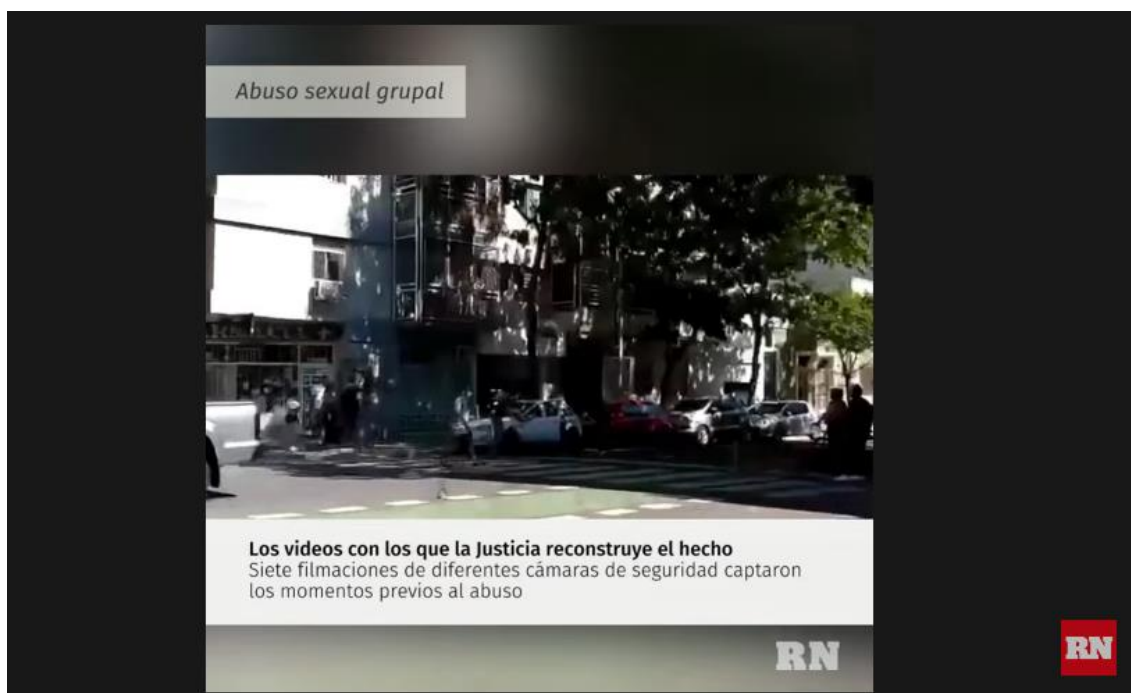 Abuso sexual grupal
Los videos con los que la Justicia reconstruye el hecho
Siete filmaciones de diferentes cámaras de seguridad captaron
los momentos previos al abuso
RN
RN